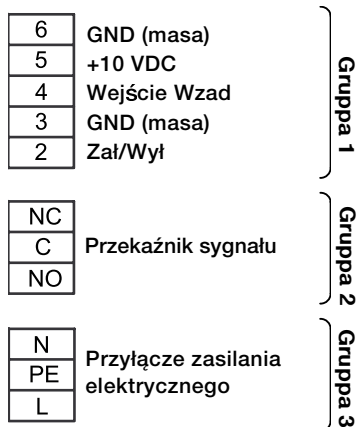 6 GND (masa)
5 +10 VDC
4 Wejście Wzad
3 GND (masa)
2 Zał/Wył
Gruppa 1
NC
C Przekaźnik sygnału
NO
Gruppa 2
N
PE
L
Przyłącze zasilania
elektrycznego
Gruppa 3